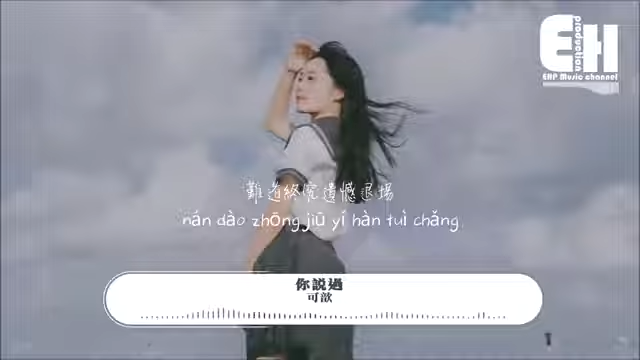 EH
production
EHP Music channel
難道終究遺憾退場
nán dào zhōng jiū yí hàn tuì chǎng
你說過
可歆